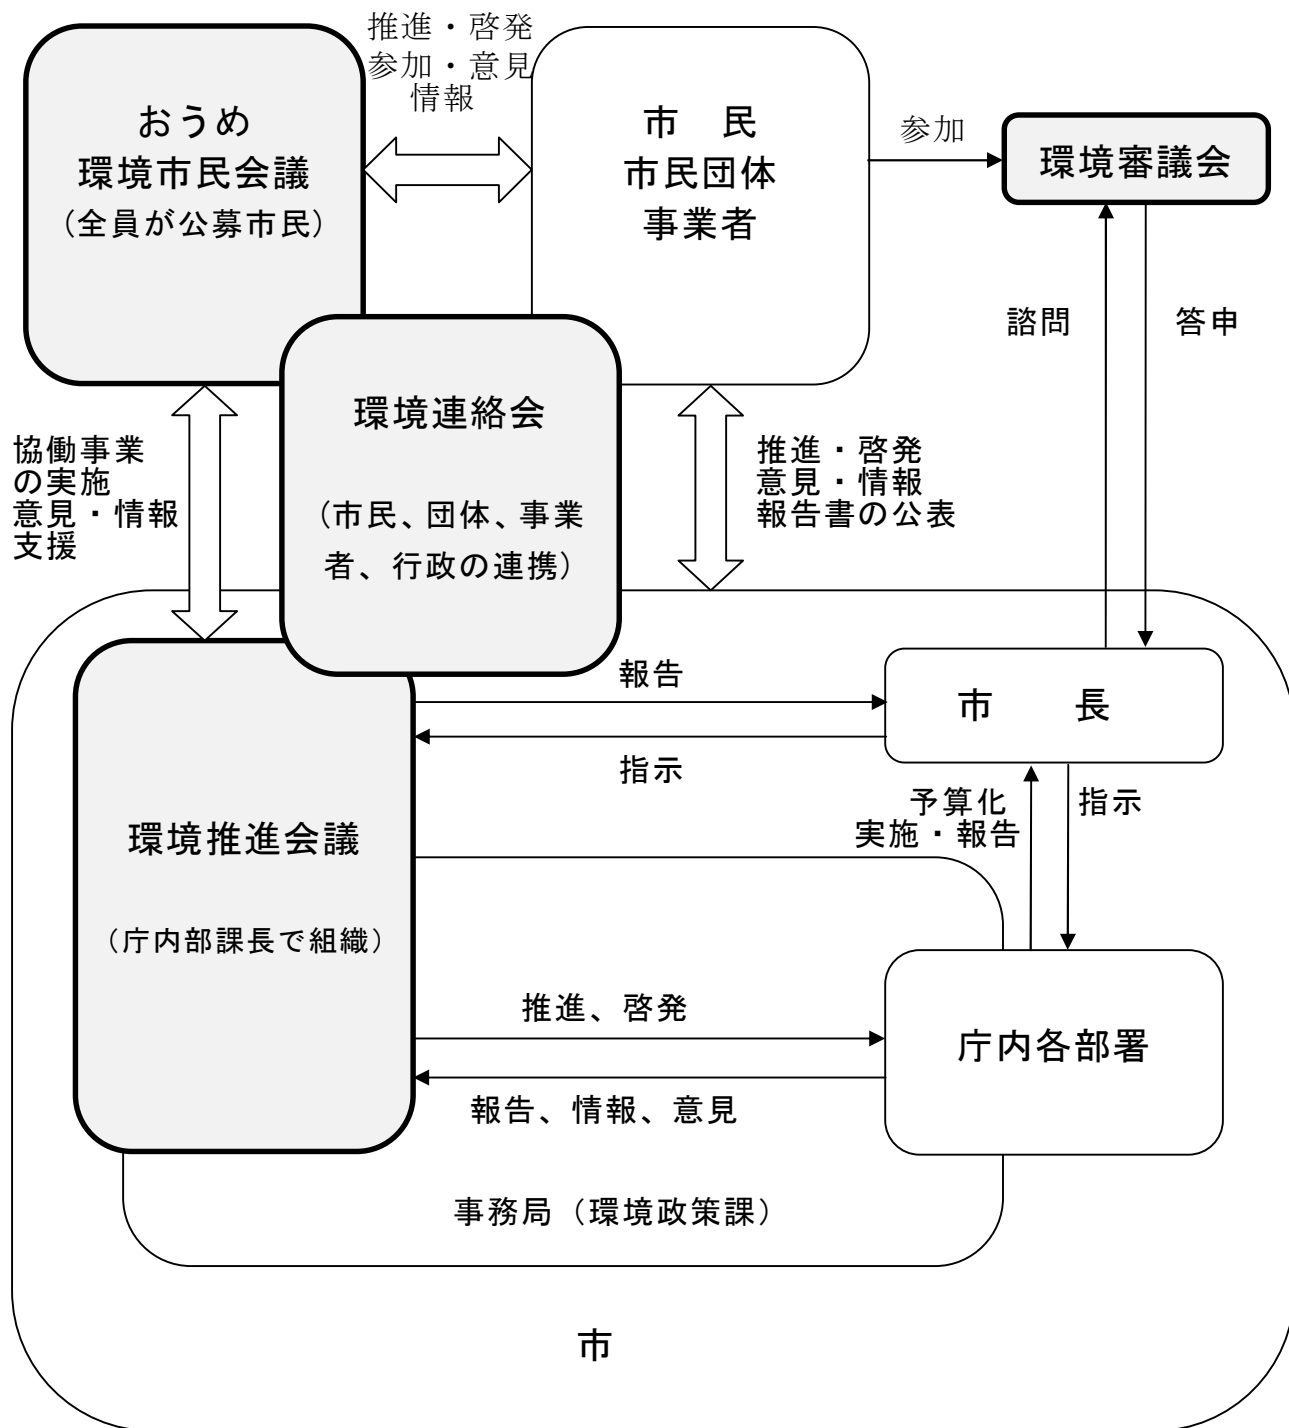 推進・啓発
参加・意見
情報
おうめ
環境市民会議
（全員が公募市民）
市　民
市民団体
事業者
参加
環境審議会
諮問
答申
環境連絡会
（市民、団体、事業
者、行政の連携）
協働事業
の実施
意見・情報
支援
推進・啓発
意見・情報
報告書の公表
報告
市　　長
指示
予算化
実施・報告
指示
環境推進会議
（庁内部課長で組織）
推進、啓発
庁内各部署
報告、情報、意見
事務局（環境政策課）
市